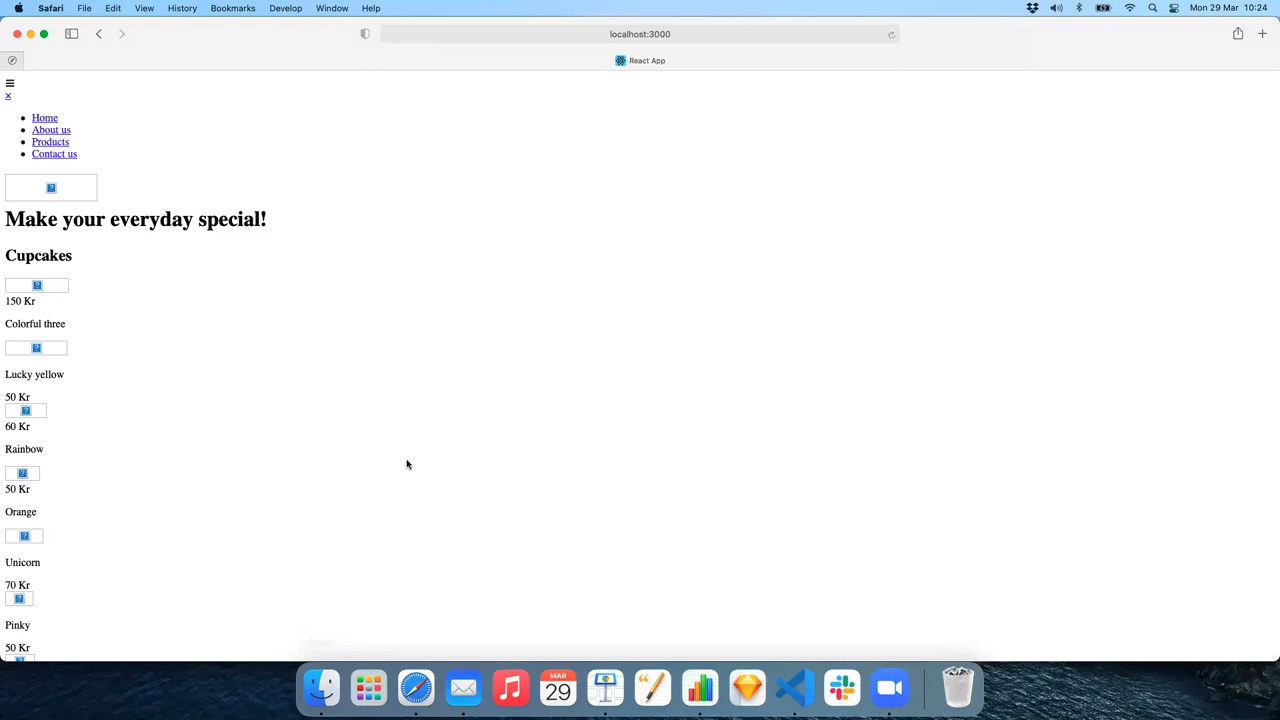 Safari File Edit View History Bookmarks Develop Window Help Mon 29 Mar 10:24
localhost:3000
React App
×
Home
About us
Products
Contact us
?
Make your everyday special!
Cupcakes
?
150 Kr
Colorful three
?
Lucky yellow
50 Kr
?
60 Kr
Rainbow
?
50 Kr
Orange
?
Unicorn
70 Kr
?
Pinky
50 Kr
MAR
29